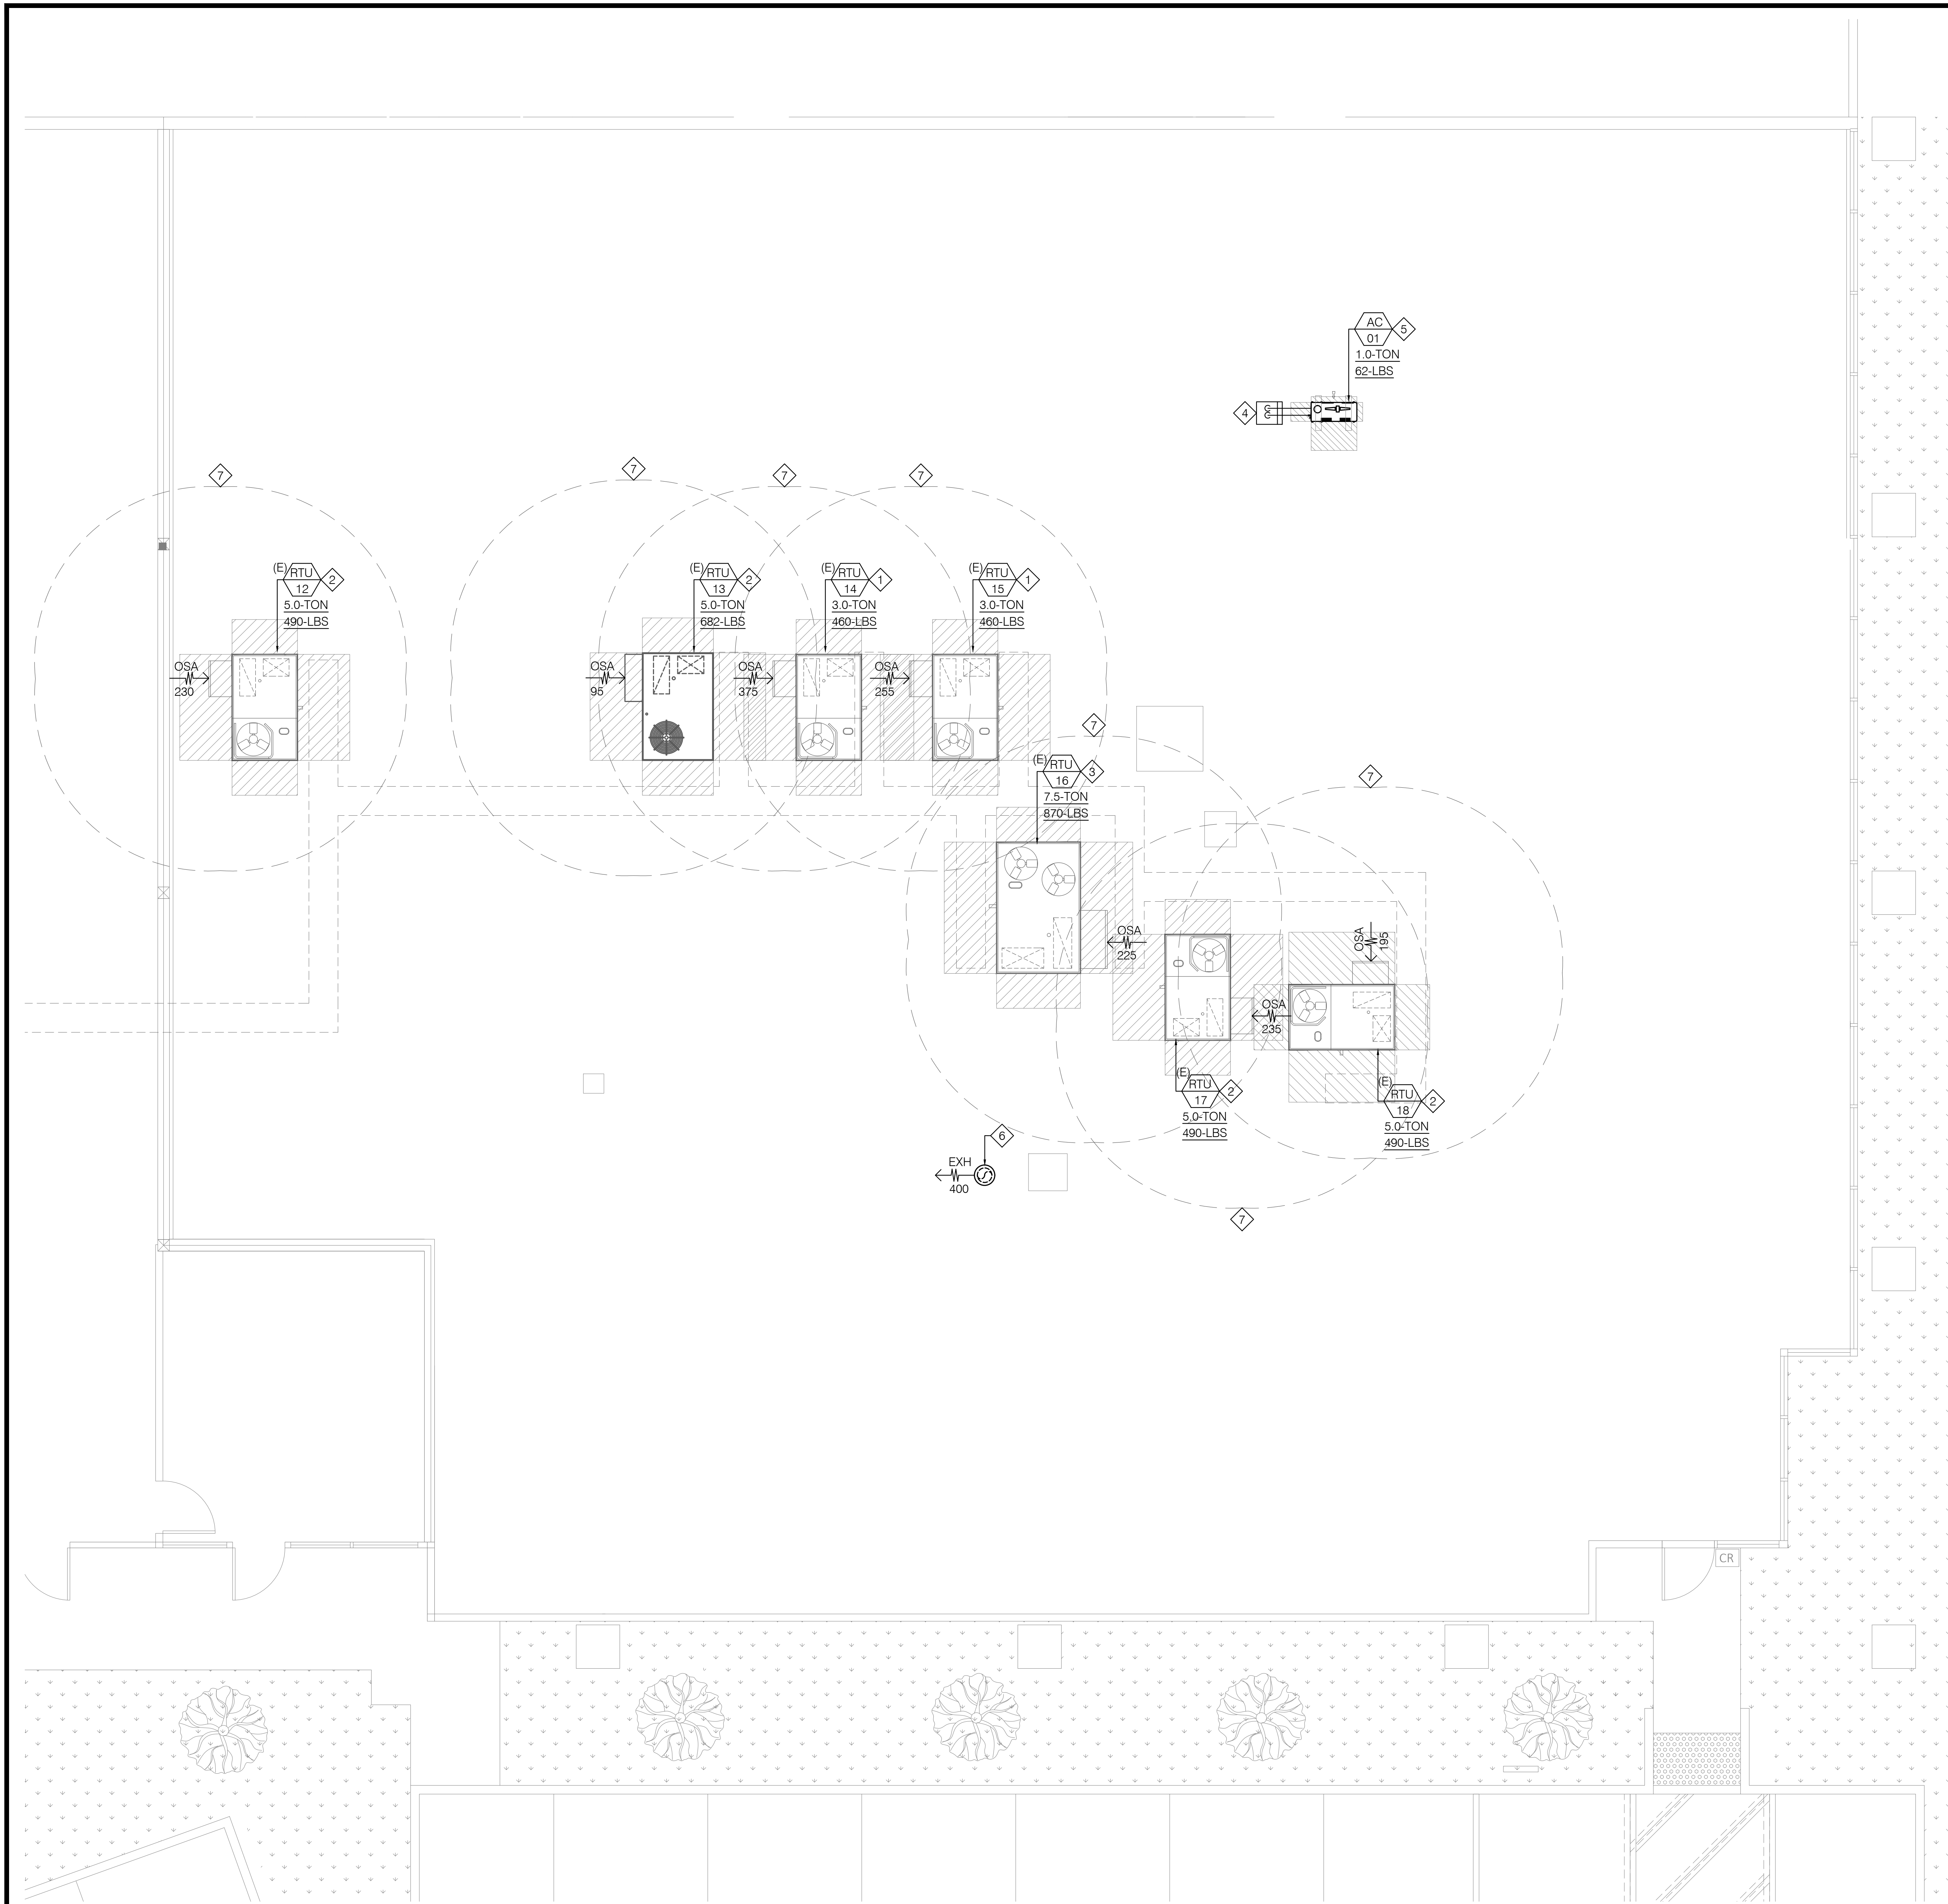 AC
01
5
1.0-TON
62-LBS
4
7
7
7
7
(E)
RTU
12
2
5.0-TON
490-LBS
OSA
230
(E)
RTU
13
2
5.0-TON
682-LBS
OSA
95
(E)
RTU
14
1
3.0-TON
460-LBS
OSA
375
(E)
RTU
15
1
3.0-TON
460-LBS
OSA
255
7
(E)
RTU
16
3
7.5-TON
870-LBS
OSA
225
7
OSA
195
OSA
235
(E)
RTU
17
2
5.0-TON
490-LBS
(E)
RTU
18
2
5.0-TON
490-LBS
6
EXH
400
7
CR